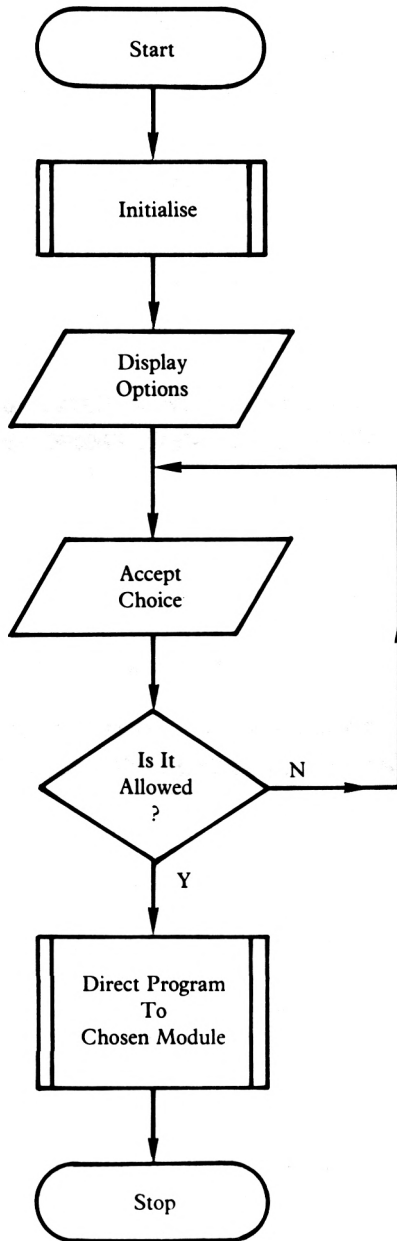 Start
Initialise
Display
Options
Accept
Choice
Is It
Allowed
?
N
Y
Direct Program
To
Chosen Module
Stop